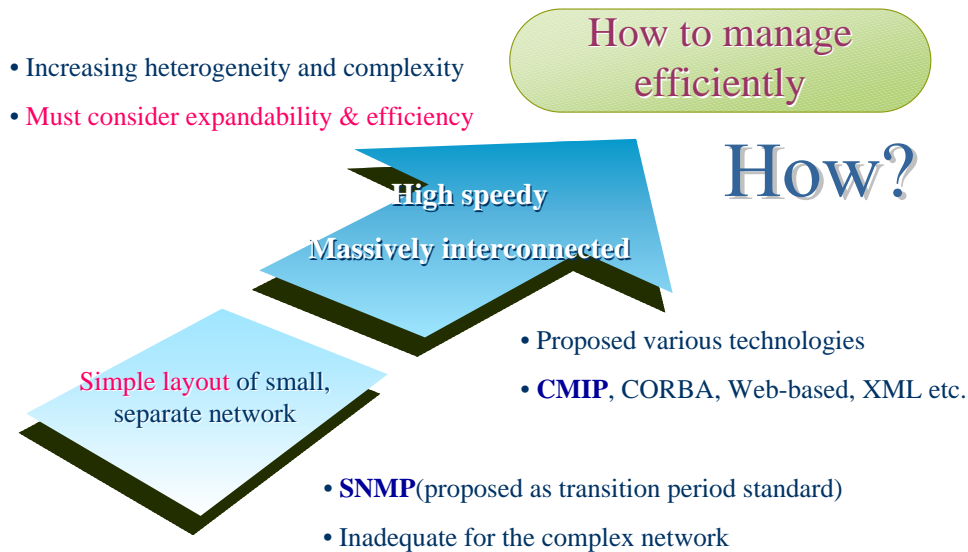 How to manage
efficiently
• Increasing heterogeneity and complexity
• Must consider expandability & efficiency
How?
High speedy
Massively interconnected
• Proposed various technologies
• CMIP, CORBA, Web-based, XML etc.
Simple layout of small,
separate network
• SNMP(proposed as transition period standard)
• Inadequate for the complex network